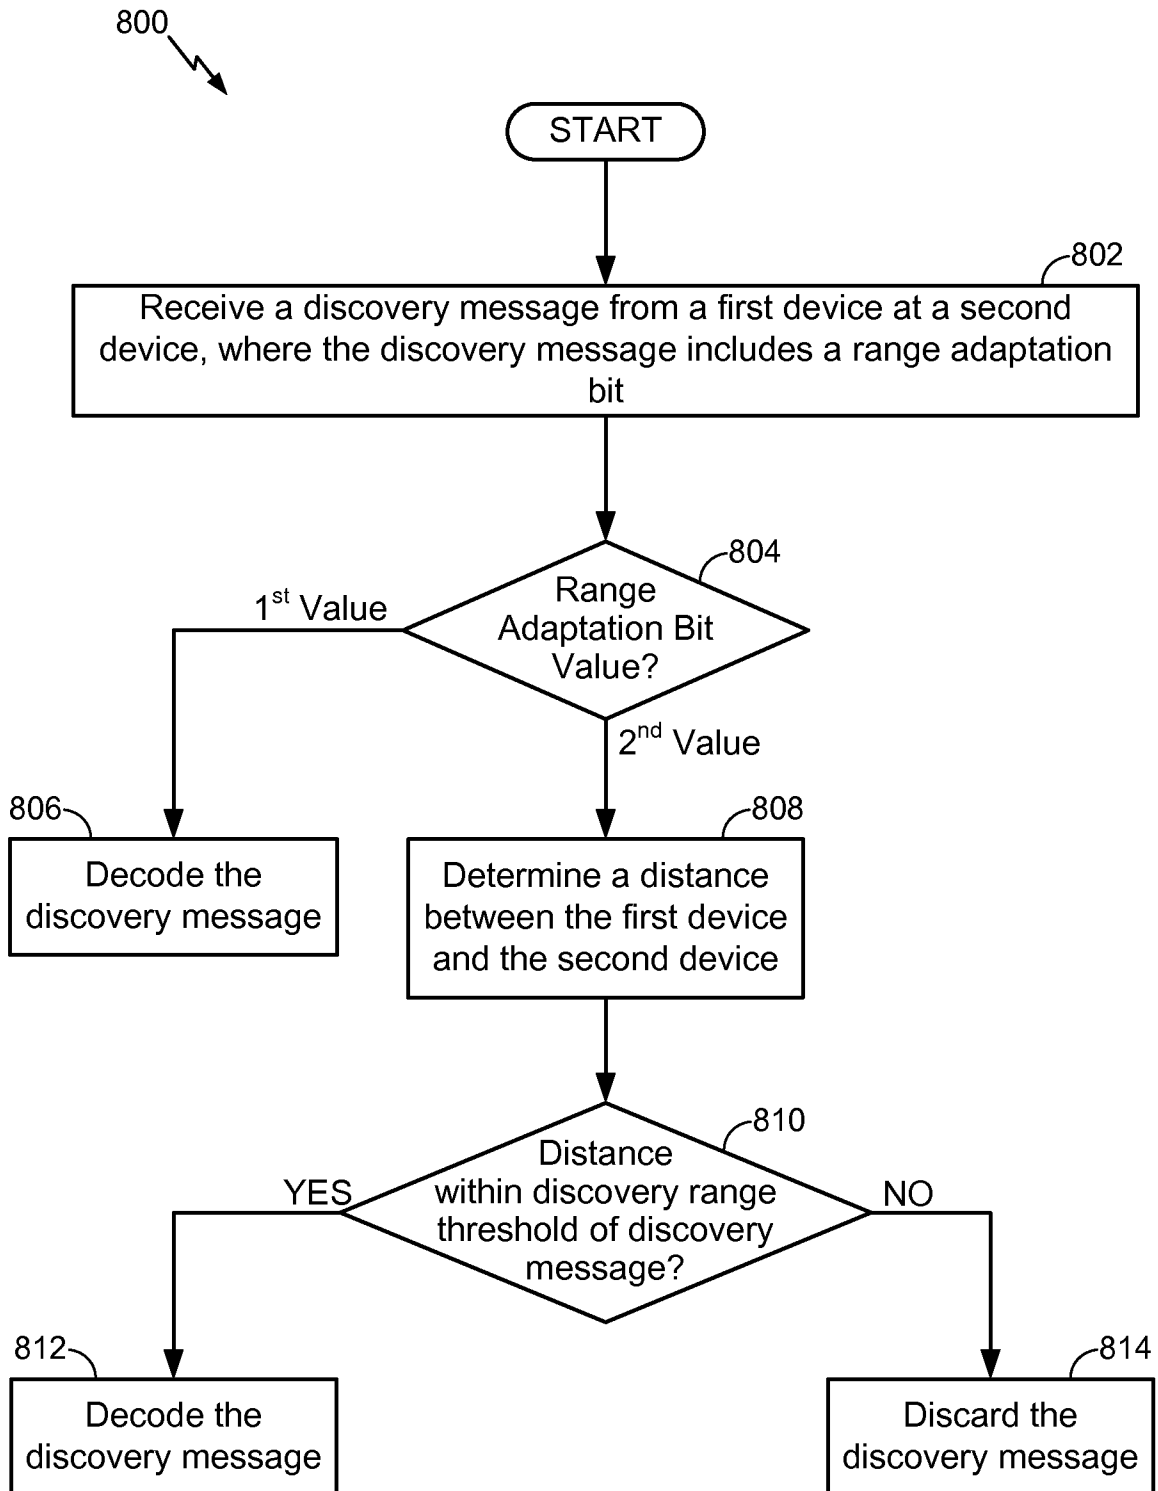 800
START
802
Receive a discovery message from a first device at a second
device, where the discovery message includes a range adaptation
bit
804
Range
Adaptation Bit
Value?
1st Value
2nd Value
806
Decode the
discovery message
808
Determine a distance
between the first device
and the second device
810
Distance
within discovery range
threshold of discovery
message?
YES
NO
812
Decode the
discovery message
814
Discard the
discovery message